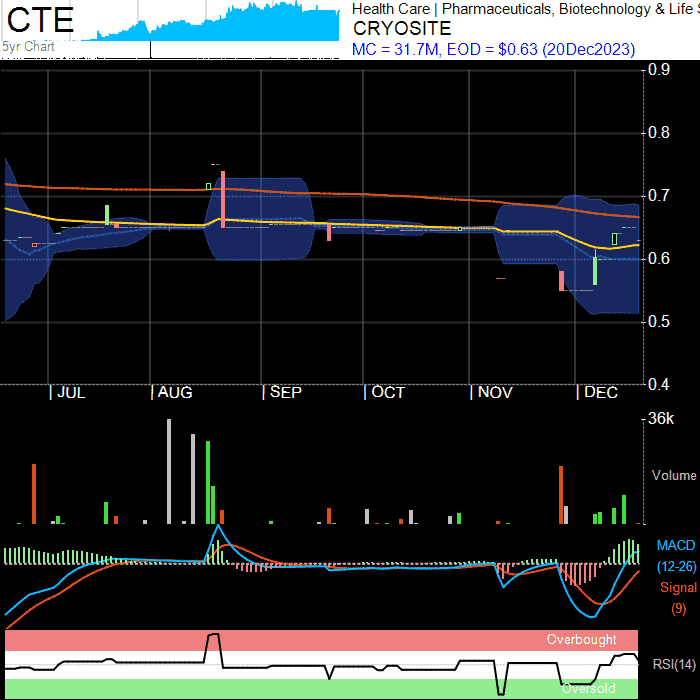 CTE
5yr Chart
Health Care | Pharmaceuticals, Biotechnology & Life S
CRYOSITE
MC = 31.7M, EOD = $0.63 (20Dec2023)
0.9
0.8
0.7
0.6
0.5
0.4
| JUL | AUG | SEP | OCT | NOV | DEC
36k
Volume
MACD
(12-26)
Signal
(9)
Overbought
RSI(14)
Oversold